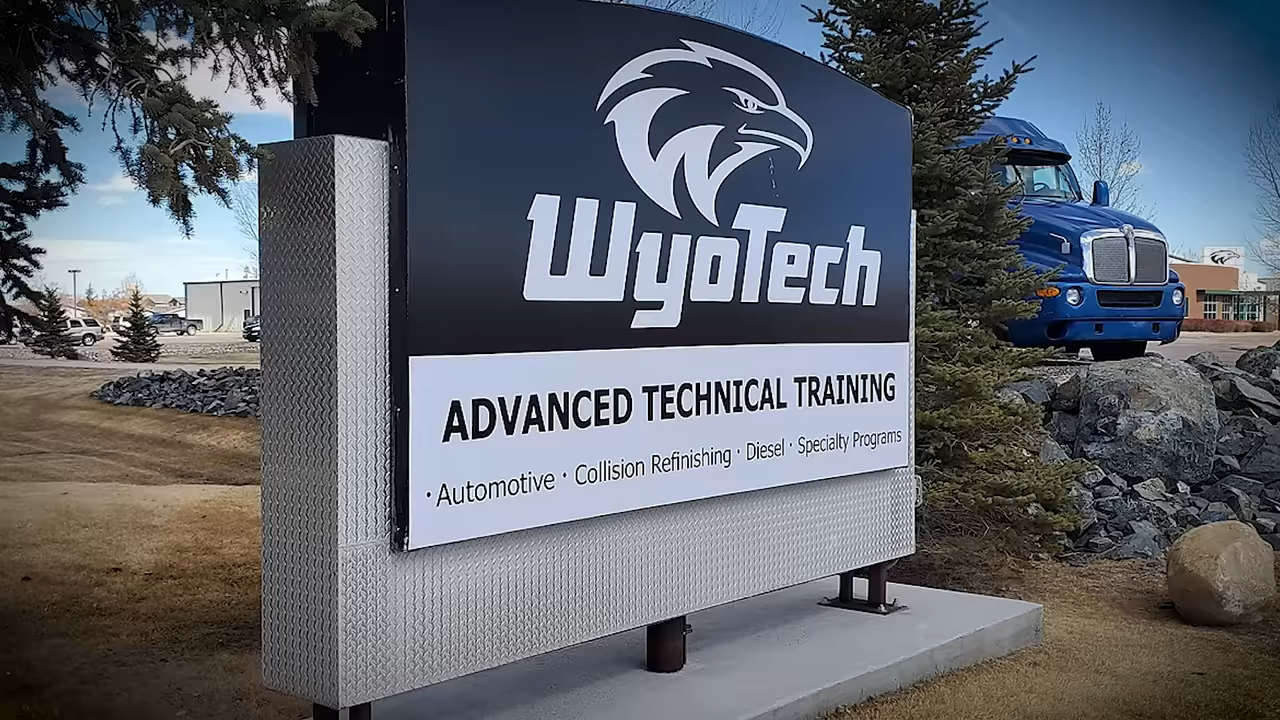 WyoTech
ADVANCED TECHNICAL TRAINING
· Automotive · Collision Refinishing · Diesel · Specialty Programs